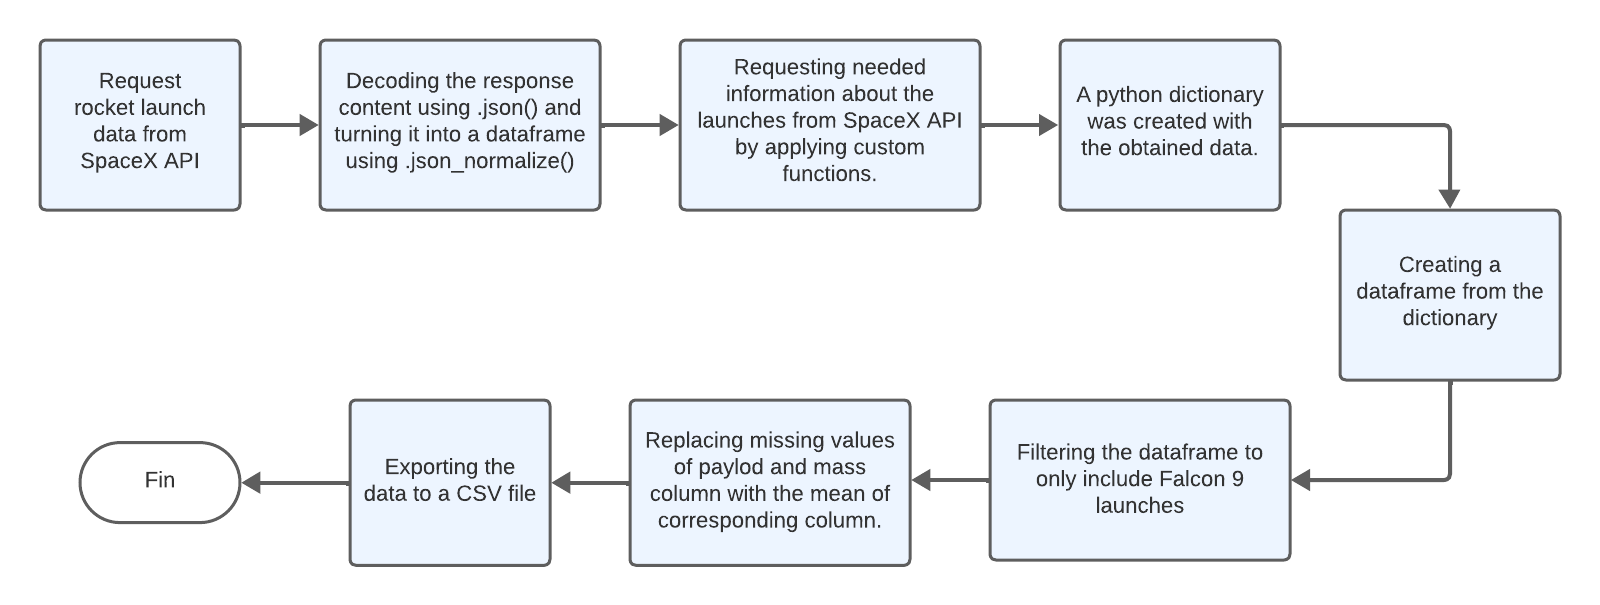 Request
rocket launch
data from
SpaceX API
Decoding the response
content using .json() and
turning it into a dataframe
using .json_normalize()
Requesting needed
information about the
launches from SpaceX API
by applying custom
functions.
A python dictionary
was created with
the obtained data.
Creating a
dataframe from the
dictionary
Filtering the dataframe to
only include Falcon 9
launches
Replacing missing values
of paylod and mass
column with the mean of
corresponding column.
Exporting the
data to a CSV file
Fin